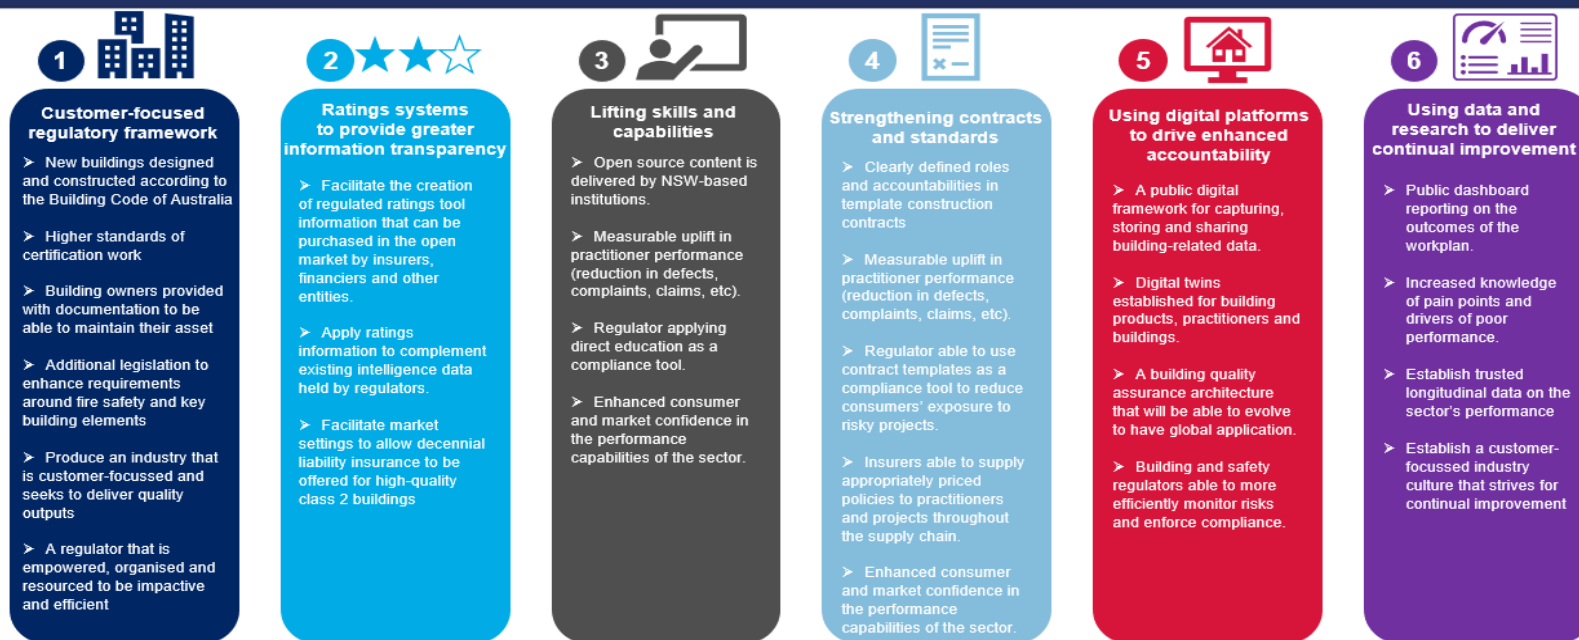 1
Customer-focused
regulatory framework
➤ New buildings designed
and constructed according to
the Building Code of Australia
➤ Higher standards of
certification work
➤ Building owners provided
with documentation to be
able to maintain their asset
➤ Additional legislation to
enhance requirements
around fire safety and key
building elements
➤ Produce an industry that
is customer-focussed and
seeks to deliver quality
outputs
➤ A regulator that is
empowered, organised and
resourced to be impactive
and efficient
2
Ratings systems
to provide greater
information transparency
➤ Facilitate the creation
of regulated ratings tool
information that can be
purchased in the open
market by insurers,
financiers and other
entities.
➤ Apply ratings
information to complement
existing intelligence data
held by regulators.
➤ Facilitate market
settings to allow decennial
liability insurance to be
offered for high-quality
class 2 buildings
3
Lifting skills and
capabilities
➤ Open source content is
delivered by NSW-based
institutions.
➤ Measurable uplift in
practitioner performance
(reduction in defects,
complaints, claims, etc).
➤ Regulator applying
direct education as a
compliance tool.
➤ Enhanced consumer
and market confidence in
the performance
capabilities of the sector.
4
Strengthening contracts
and standards
➤ Clearly defined roles
and accountabilities in
template construction
contracts
➤ Measurable uplift in
practitioner performance
(reduction in defects,
complaints, claims, etc).
➤ Regulator able to use
contract templates as a
compliance tool to reduce
consumers' exposure to
risky projects.
➤ Insurers able to supply
appropriately priced
policies to practitioners
and projects throughout
the supply chain.
➤ Enhanced consumer
and market confidence in
the performance
capabilities of the sector.
5
Using digital platforms
to drive enhanced
accountability
➤ A public digital
framework for capturing,
storing and sharing
building-related data.
➤ Digital twins
established for building
products, practitioners and
buildings.
➤ A building quality
assurance architecture
that will be able to evolve
to have global application.
➤ Building and safety
regulators able to more
efficiently monitor risks
and enforce compliance.
6
Using data and
research to deliver
continual improvement
➤ Public dashboard
reporting on the
outcomes of the
workplan.
➤ Increased knowledge
of pain points and
drivers of poor
performance.
➤ Establish trusted
longitudinal data on the
sector's performance
➤ Establish a customer-
focussed industry
culture that strives for
continual improvement